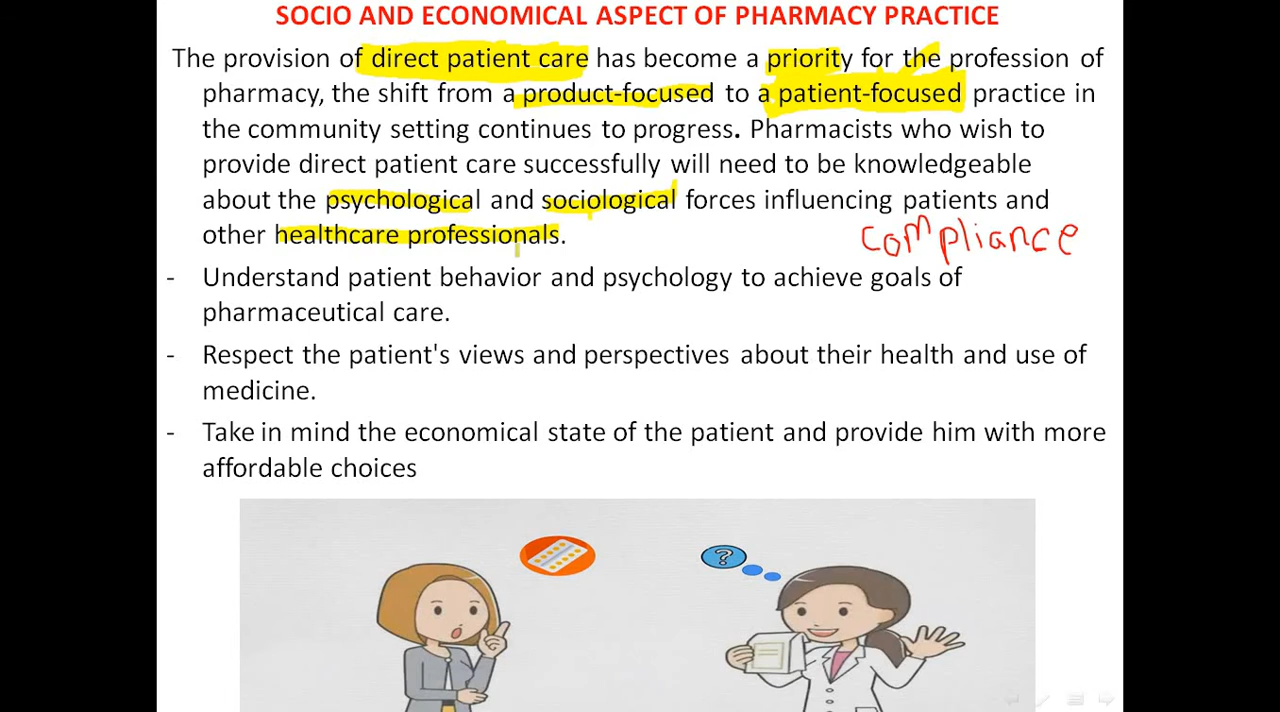 SOCIO AND ECONOMICAL ASPECT OF PHARMACY PRACTICE
The provision of direct patient care has become a priority for the profession of
pharmacy, the shift from a product-focused to a patient-focused practice in
the community setting continues to progress. Pharmacists who wish to
provide direct patient care successfully will need to be knowledgeable
about the psychological and sociological forces influencing patients and
other healthcare professionals.
compliance
- Understand patient behavior and psychology to achieve goals of
pharmaceutical care.
- Respect the patient's views and perspectives about their health and use of
medicine.
- Take in mind the economical state of the patient and provide him with more
affordable choices
?